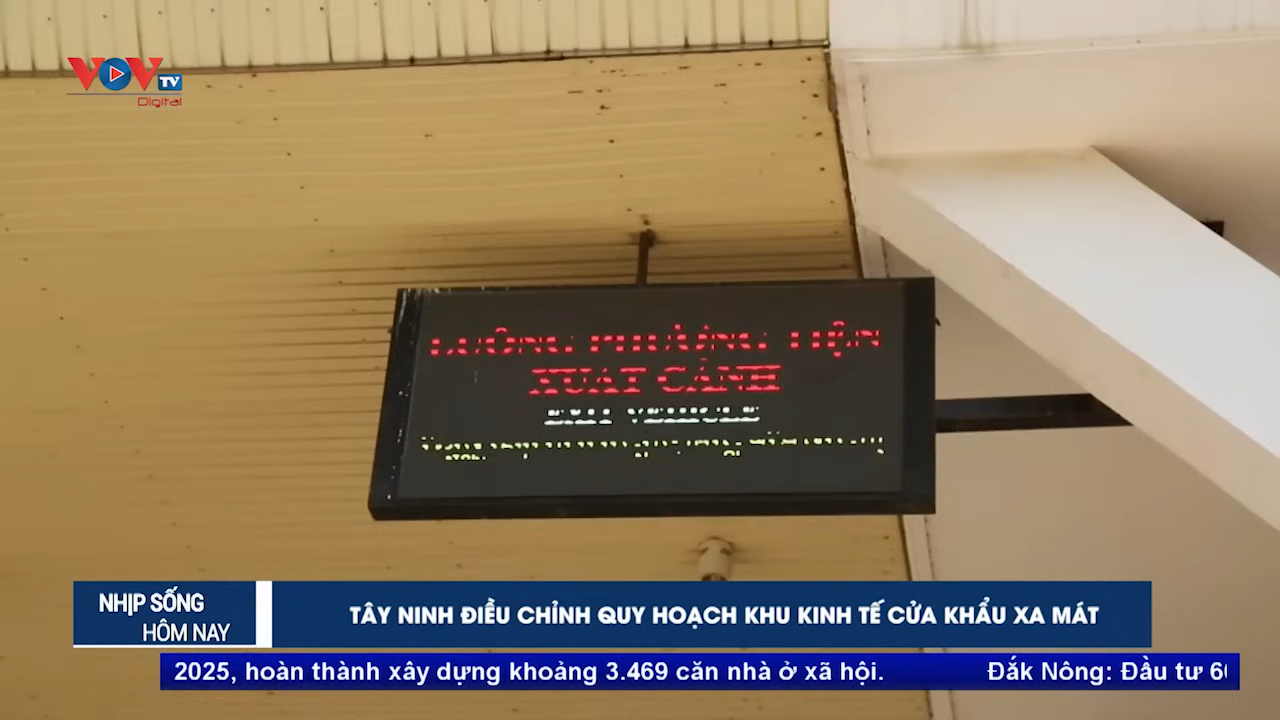 VOV TV
Digital
LUỒNG PHƯƠNG TIỆN
XUẤT CẢNH
EXIT VEHICLE
NHỊP SỐNG
HÔM NAY
TÂY NINH ĐIỀU CHỈNH QUY HOẠCH KHU KINH TẾ CỬA KHẨU XA MÁT
2025, hoàn thành xây dựng khoảng 3.469 căn nhà ở xã hội. Đắk Nông: Đầu tư